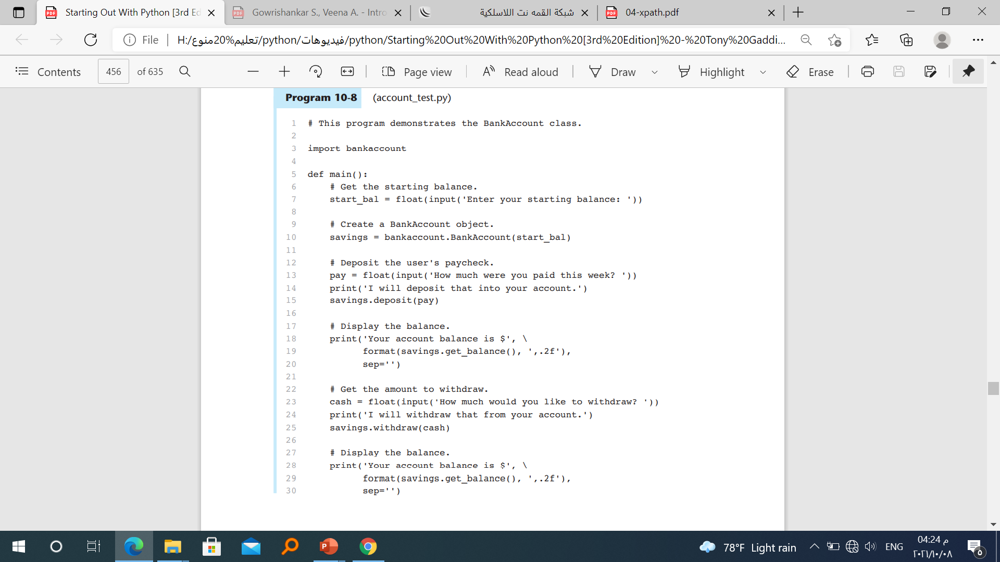 Starting Out With Python [3rd Ed
Gowrishankar S., Veena A. - Intro
شبكة القمه نت اللاسلكية
04-xpath.pdf
File
H:/تعليم%20منوع/python/فيديوهات/python/Starting%20Out%20With%20Python%20[3rd%20Edition]%20-%20Tony%20Gaddi...
Contents
456
of 635
Page view
Read aloud
Draw
Highlight
Erase
Program 10-8 (account_test.py)
1 # This program demonstrates the BankAccount class.
2
3 import bankaccount
4
5 def main():
6     # Get the starting balance.
7     start_bal = float(input('Enter your starting balance: '))
8
9     # Create a BankAccount object.
10     savings = bankaccount.BankAccount(start_bal)
11
12     # Deposit the user's paycheck.
13     pay = float(input('How much were you paid this week? '))
14     print('I will deposit that into your account.')
15     savings.deposit(pay)
16
17     # Display the balance.
18     print('Your account balance is $', \
19           format(savings.get_balance(), ',.2f'),
20           sep='')
21
22     # Get the amount to withdraw.
23     cash = float(input('How much would you like to withdraw? '))
24     print('I will withdraw that from your account.')
25     savings.withdraw(cash)
26
27     # Display the balance.
28     print('Your account balance is $', \
29           format(savings.get_balance(), ',.2f'),
30           sep='')
78°F Light rain
ENG
04:24 م
٢٠٢١/١٠/٠٨
٥